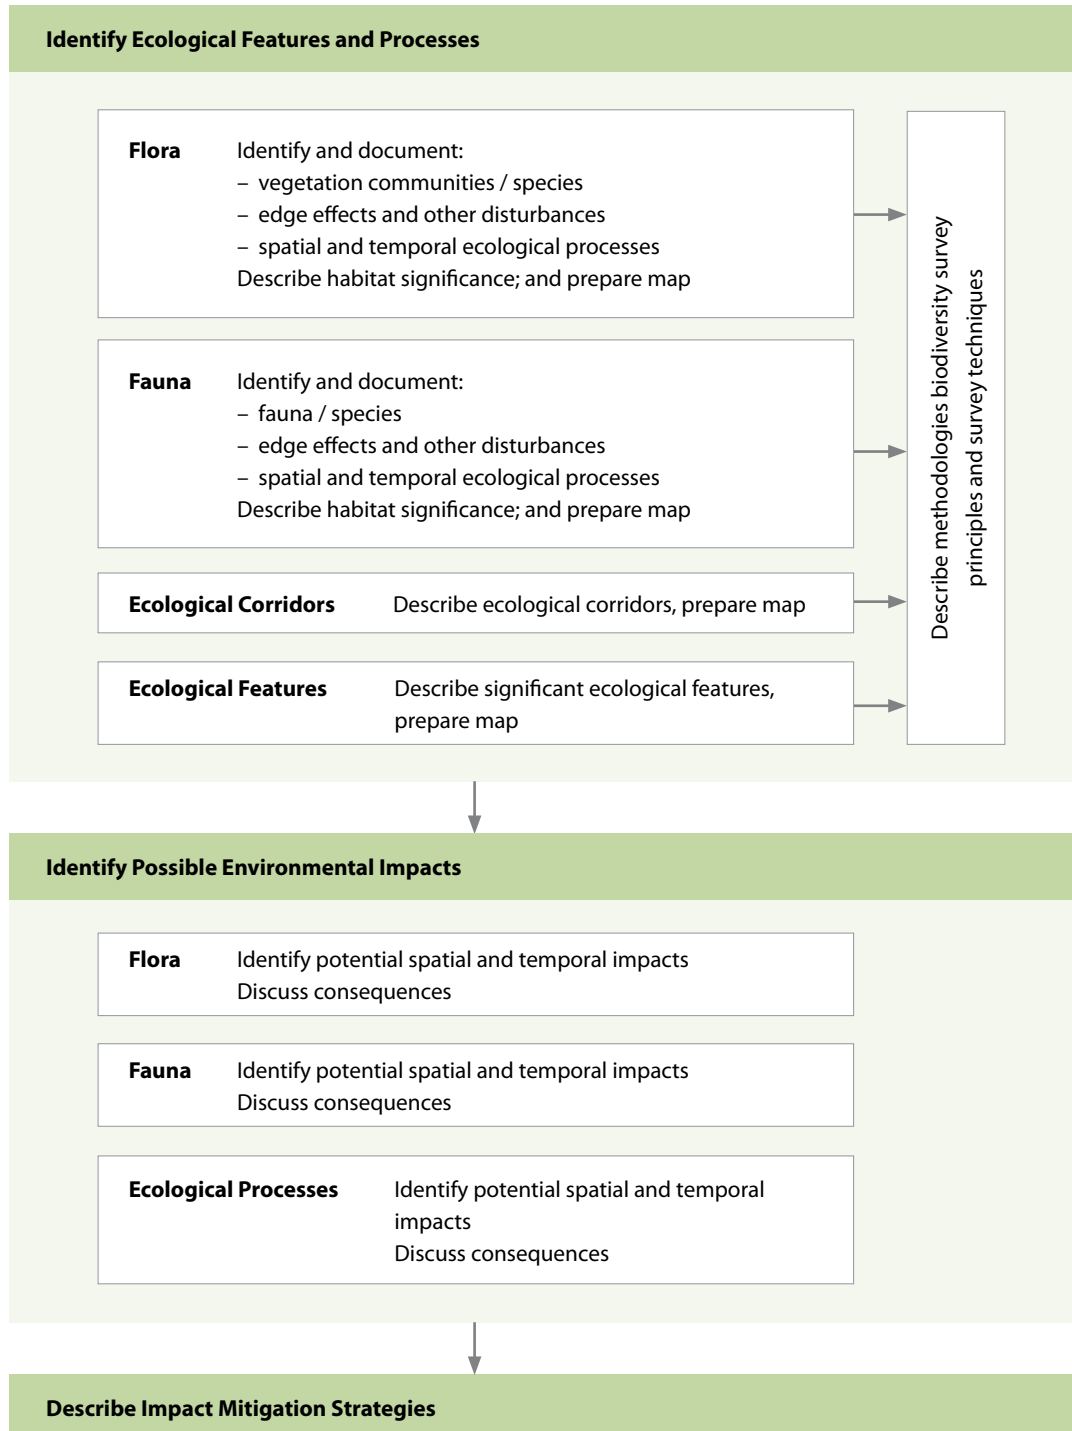 Identify Ecological Features and Processes
Flora Identify and document:
– vegetation communities / species
– edge effects and other disturbances
– spatial and temporal ecological processes
Describe habitat significance; and prepare map
Fauna Identify and document:
– fauna / species
– edge effects and other disturbances
– spatial and temporal ecological processes
Describe habitat significance; and prepare map
Ecological Corridors Describe ecological corridors, prepare map
Ecological Features Describe significant ecological features,
prepare map
Describe methodologies biodiversity survey
principles and survey techniques
Identify Possible Environmental Impacts
Flora Identify potential spatial and temporal impacts
Discuss consequences
Fauna Identify potential spatial and temporal impacts
Discuss consequences
Ecological Processes Identify potential spatial and temporal
impacts
Discuss consequences
Describe Impact Mitigation Strategies